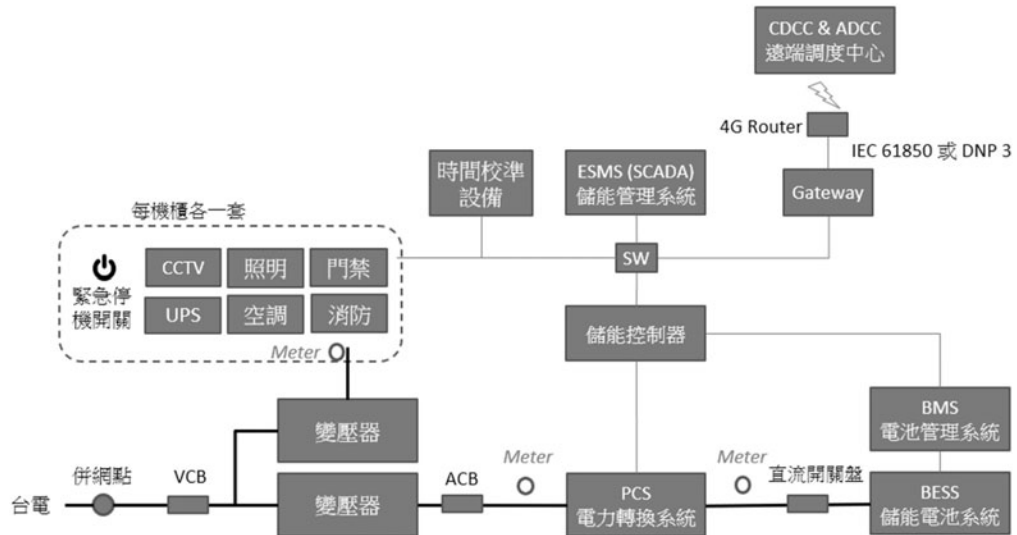 CDCC & ADCC
遠端調度中心
4G Router
IEC 61850 或 DNP 3
時間校準
設備
ESMS (SCADA)
儲能管理系統
Gateway
每機櫃各一套
CCTV
照明
門禁
SW
緊急停
機開關
UPS
空調
消防
儲能控制器
Meter
BMS
電池管理系統
變壓器
併網點
VCB
ACB
Meter
Meter
直流開關盤
台電
變壓器
PCS
電力轉換系統
BESS
儲能電池系統